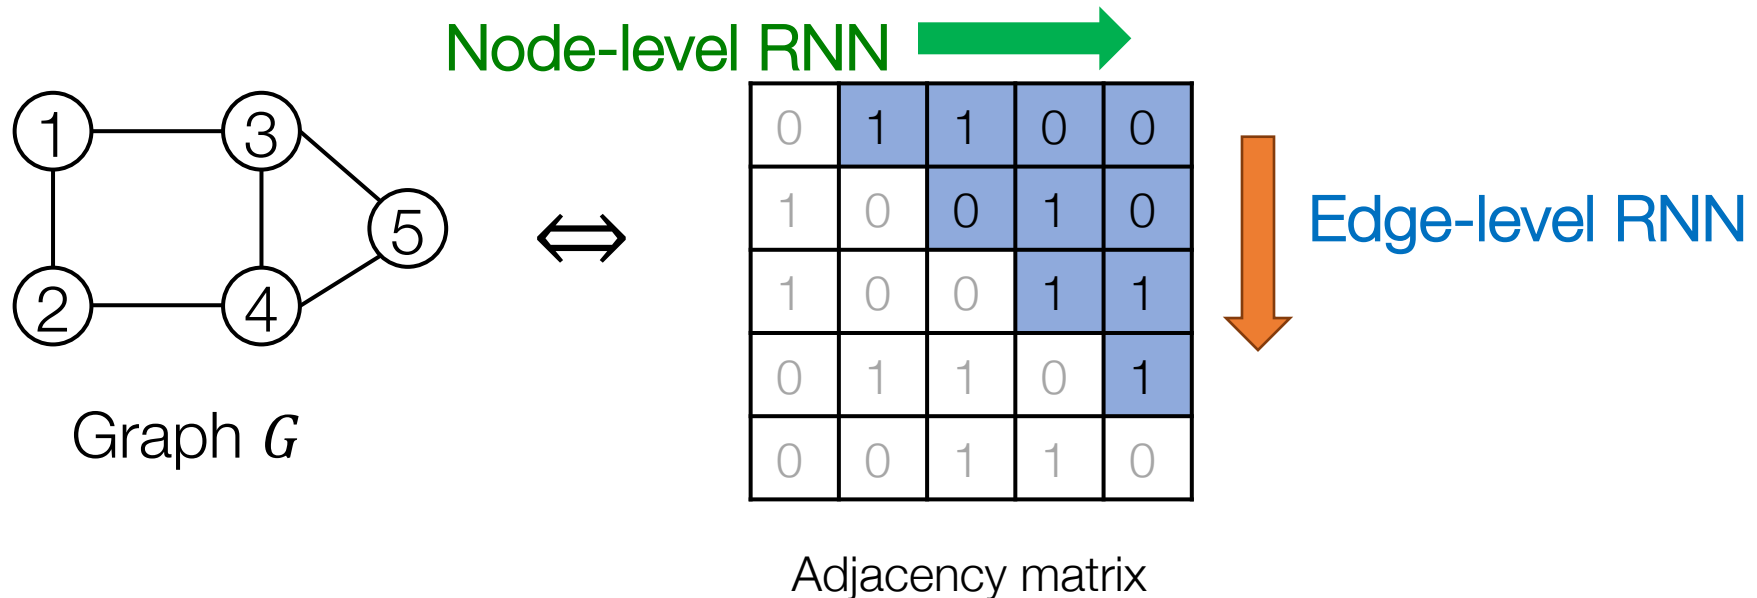 Node-level RNN
1 3
5
2 4
Graph G
⇔
0 1 1 0 0
1 0 0 1 0
1 0 0 1 1
0 1 1 0 1
0 0 1 1 0
Edge-level RNN
Adjacency matrix